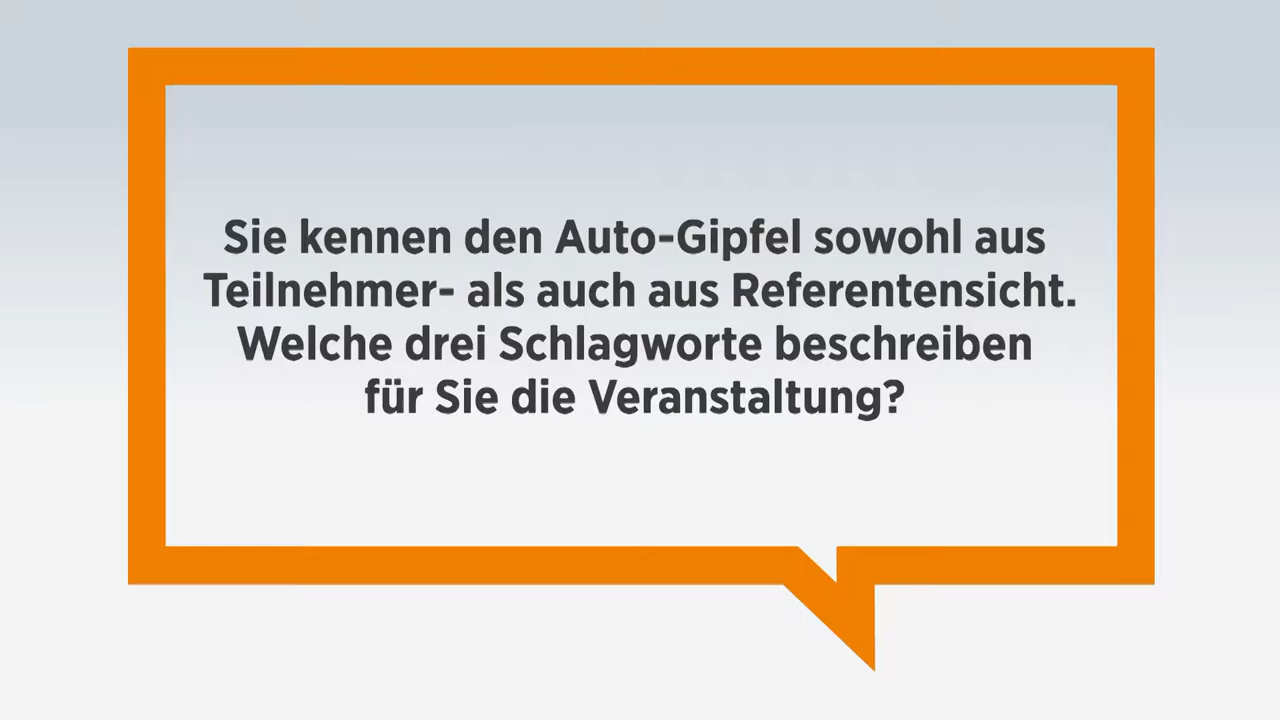 Sie kennen den Auto-Gipfel sowohl aus
Teilnehmer- als auch aus Referentensicht.
Welche drei Schlagworte beschreiben
für Sie die Veranstaltung?